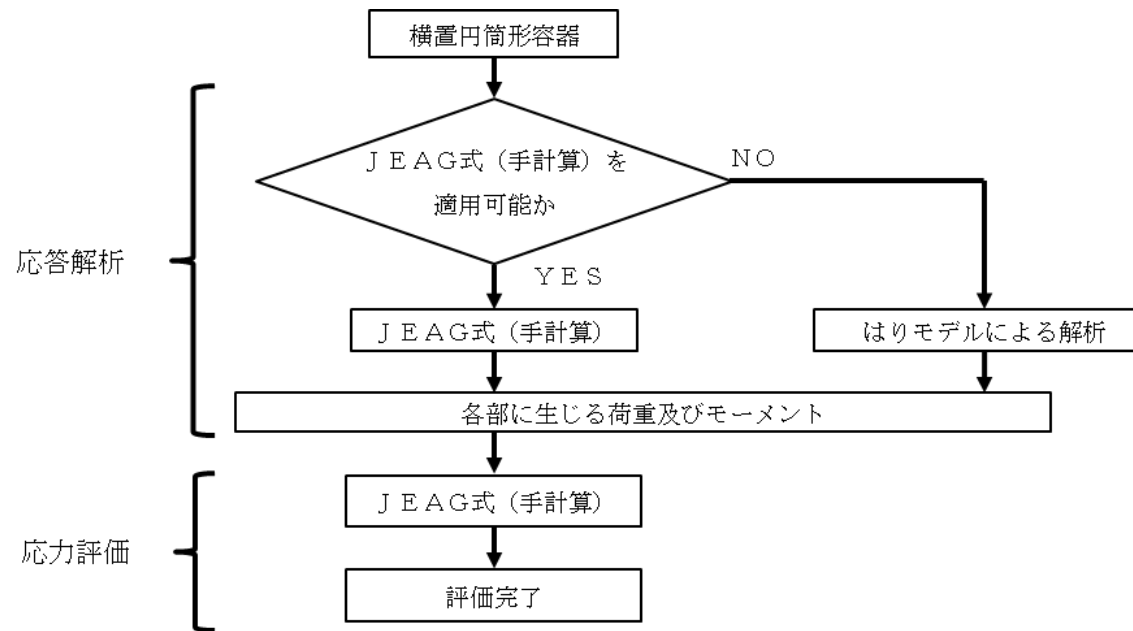 横置円筒形容器
ＪＥＡＧ式（手計算）を
適用可能か
ＮＯ
ＹＥＳ
応答解析
ＪＥＡＧ式（手計算）
はりモデルによる解析
各部に生じる荷重及びモーメント
ＪＥＡＧ式（手計算）
応力評価
評価完了